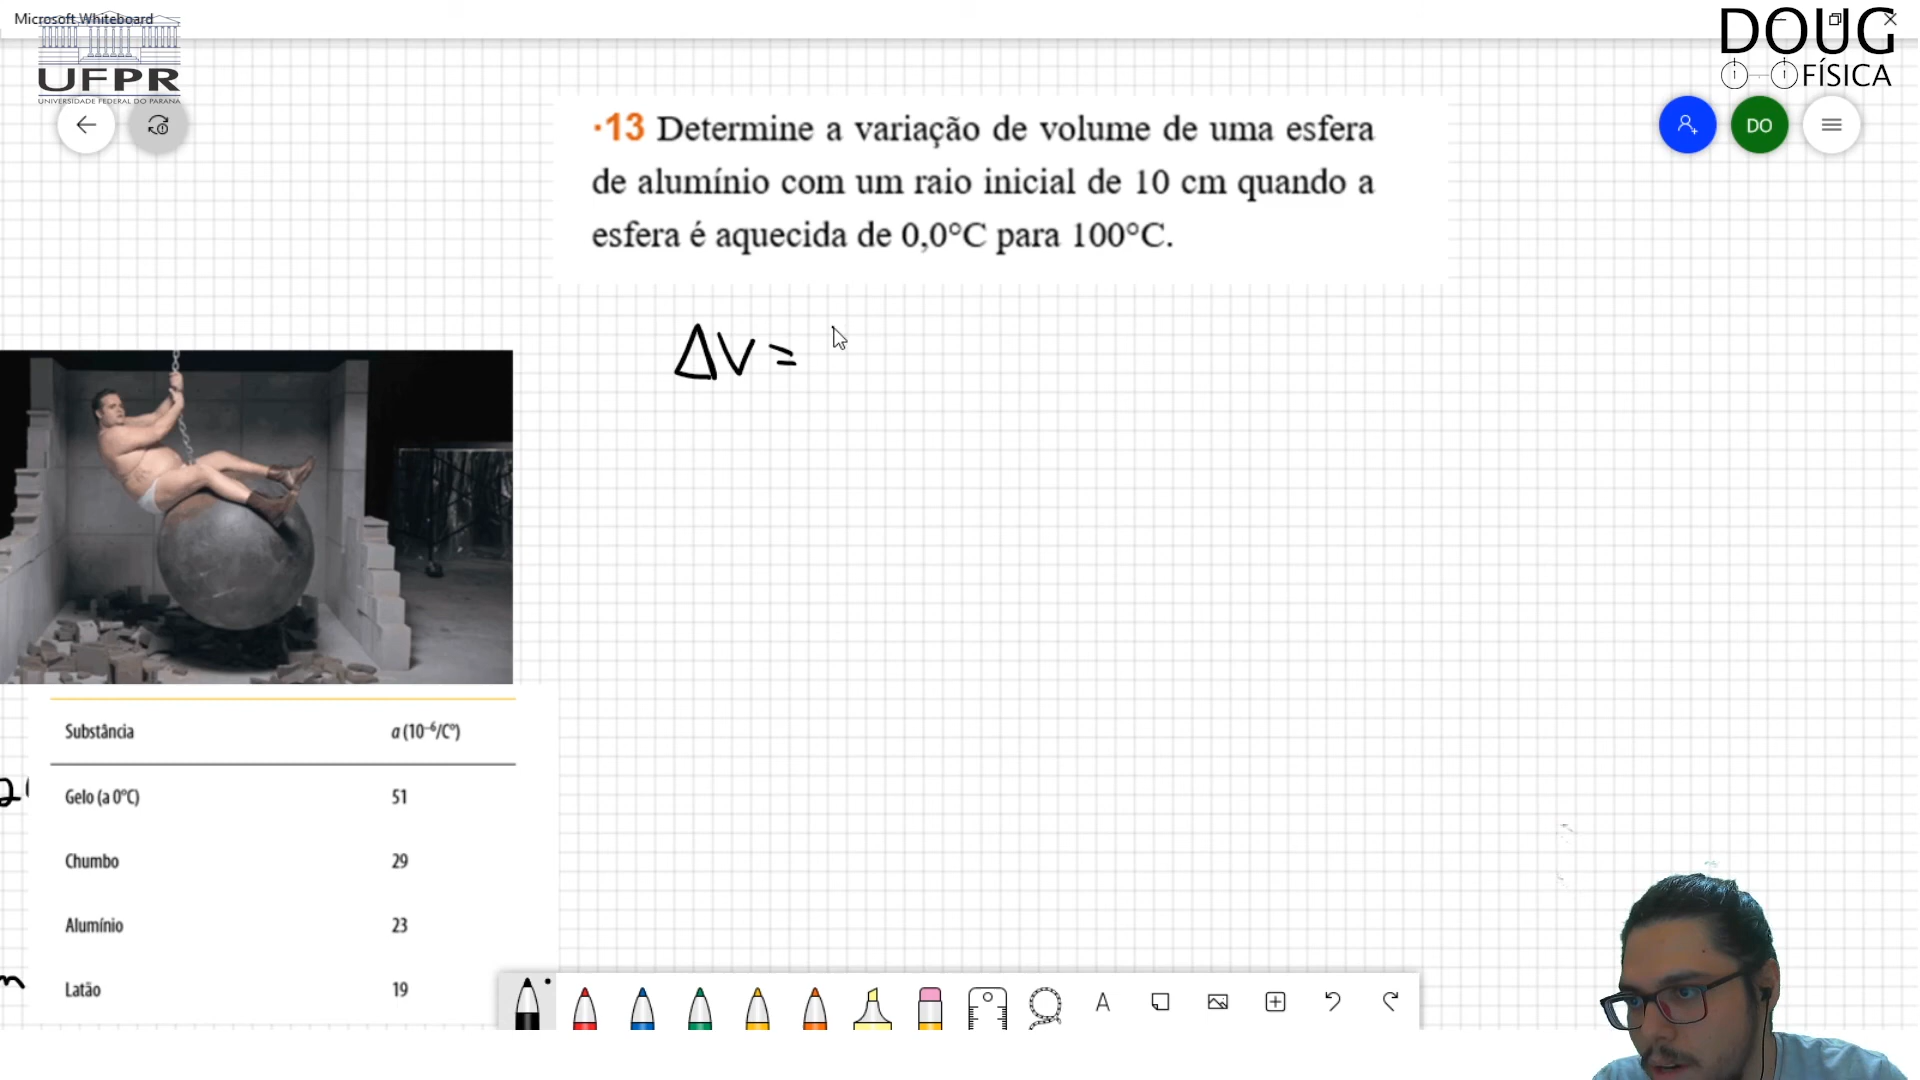 Microsoft Whiteboard
UFPR
UNIVERSIDADE FEDERAL DO PARANÁ
DOUG
FÍSICA
DO
·13 Determine a variação de volume de uma esfera
de alumínio com um raio inicial de 10 cm quando a
esfera é aquecida de 0,0°C para 100°C.
ΔV =
Substância α (10⁻⁶/C°)
Gelo (a 0°C) 51
Chumbo 29
Alumínio 23
Latão 19
A